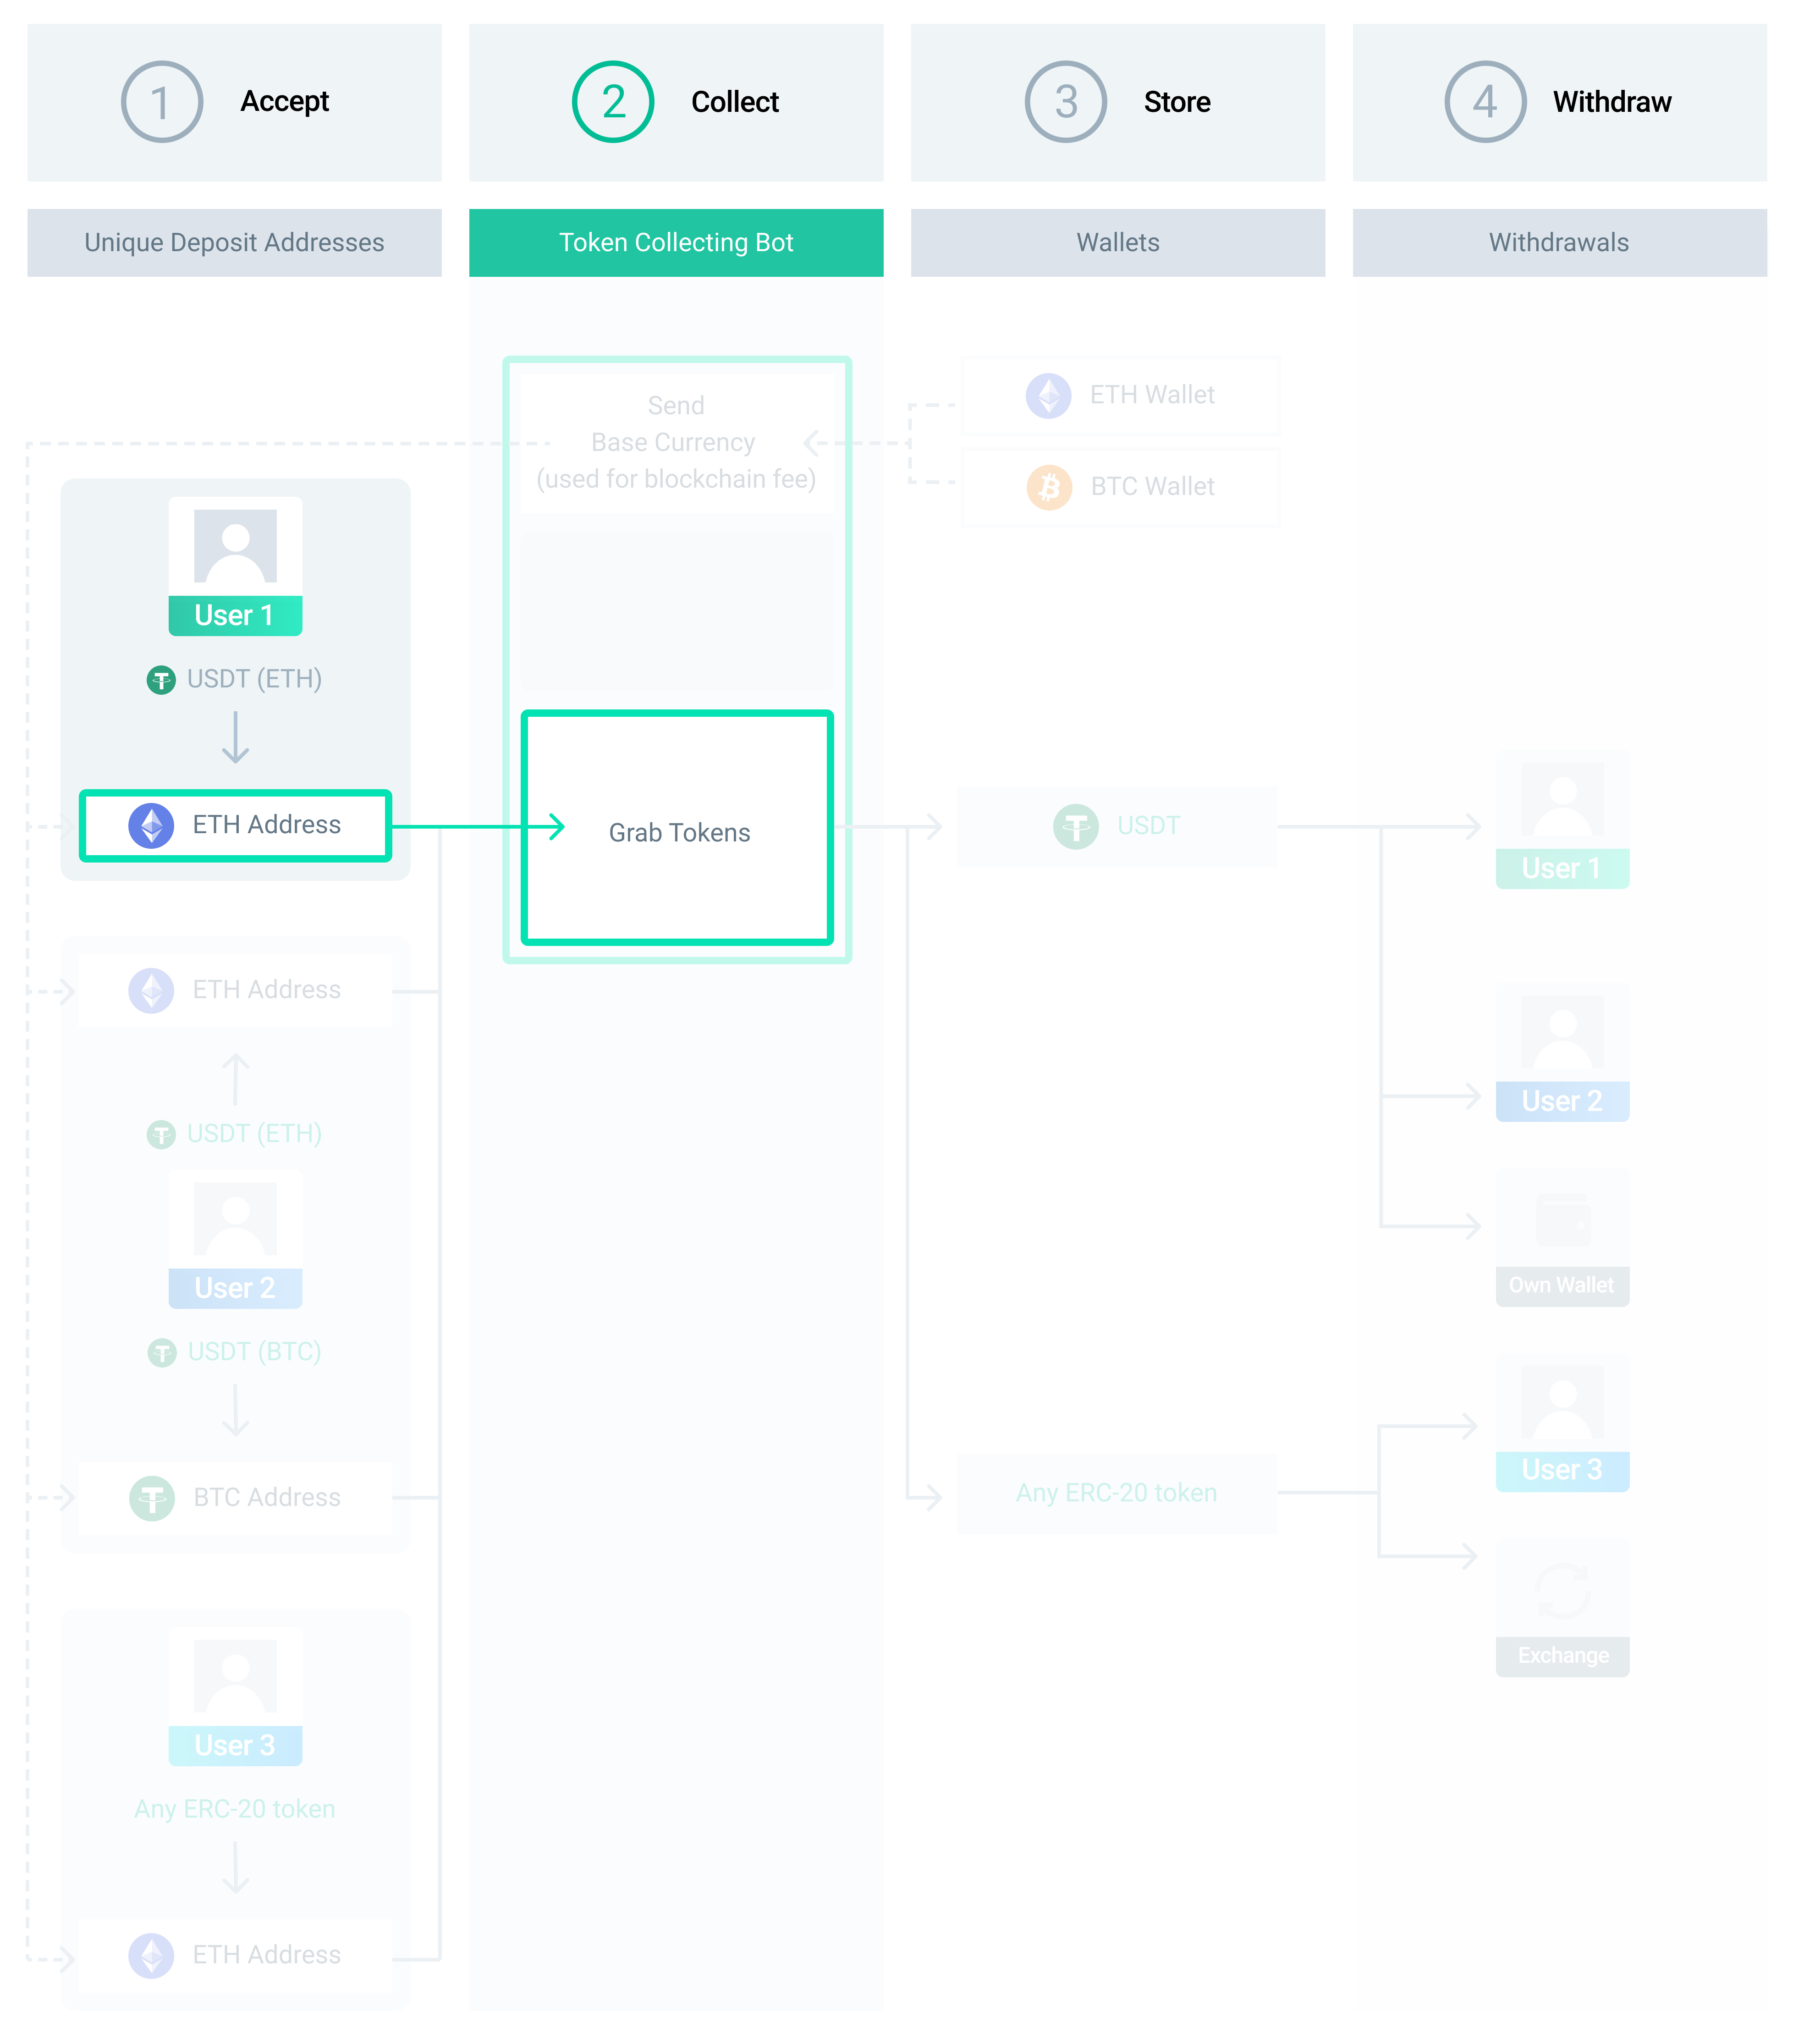 1 Accept
2 Collect
3 Store
4 Withdraw
Unique Deposit Addresses
Token Collecting Bot
Wallets
Withdrawals
Send
Base Currency
(used for blockchain fee)
ETH Wallet
BTC Wallet
User 1
USDT (ETH)
ETH Address
Grab Tokens
USDT
User 1
ETH Address
USDT (ETH)
User 2
USDT (BTC)
BTC Address
User 2
Own Wallet
Any ERC-20 token
User 3
Exchange
User 3
Any ERC-20 token
ETH Address